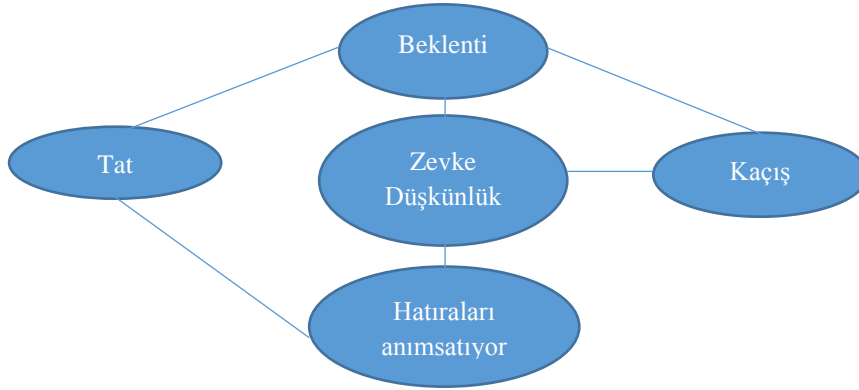 Beklenti
Tat
Zevke
Düşkünlük
Kaçış
Hatıraları
anımsatıyor